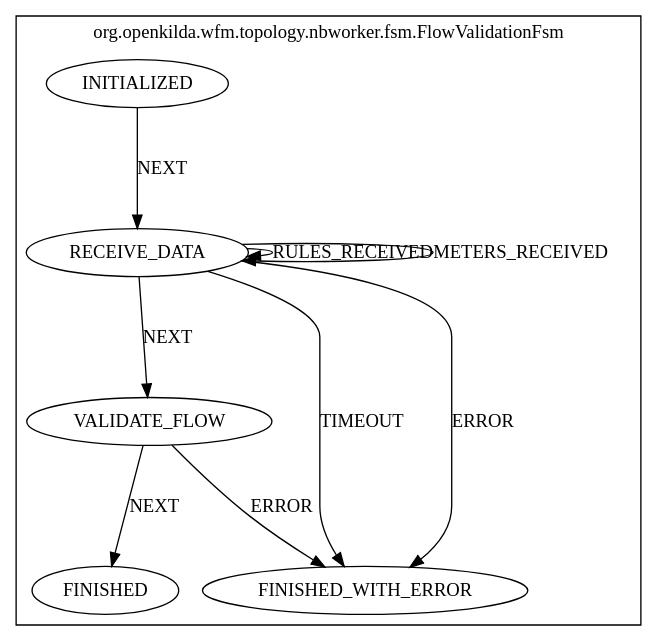 org.openkilda.wfm.topology.nbworker.fsm.FlowValidationFsm
INITIALIZED
NEXT
RECEIVE_DATA
RULES_RECEIVED
METERS_RECEIVED
NEXT
VALIDATE_FLOW
TIMEOUT
ERROR
NEXT
ERROR
FINISHED
FINISHED_WITH_ERROR